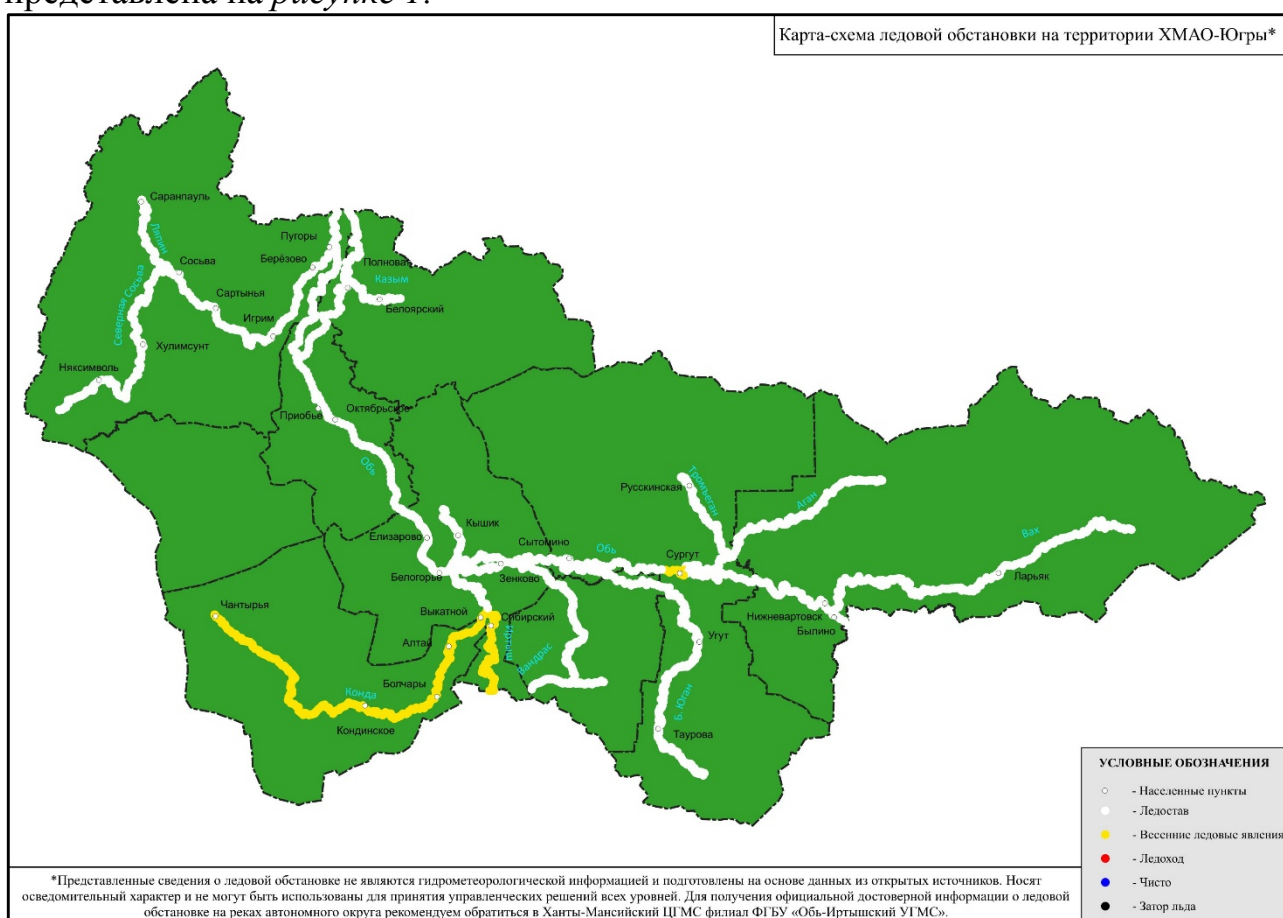 представлена на рисунке 1.
Карта-схема ледовой обстановки на территории ХМАО-Югры*
Саранпауль
Ляпин
Пугоры
Сосьва
Берёзово
Полноват
Казым
Северная Сосьва
Сартынья
Белоярский
Игрим
Хулимсунт
Няксимволь
Приобье
Октябрьское
Обь
Русскинская
Тромъеган
Аган
Кышик
Вах
Елизарово
Сытомино
Обь
Сургут
Белогорье
Зенково
Ларьяк
Чантырья
Выкатной
Сибирский
Нижневартовск
Былино
Алтай
Иртыш
Угут
Вандрас
Болчары
Конда
Б. Юган
Кондинское
Таурова
УСЛОВНЫЕ ОБОЗНАЧЕНИЯ
- Населенные пункты
- Ледостав
- Весенние ледовые явления
- Ледоход
- Чисто
- Затор льда
*Представленные сведения о ледовой обстановке не являются гидрометеорологической информацией и подготовлены на основе данных из открытых источников. Носят
осведомительный характер и не могут быть использованы для принятия управленческих решений всех уровней. Для получения официальной достоверной информации о ледовой
обстановке на реках автономного округа рекомендуем обратиться в Ханты-Мансийский ЦГМС филиал ФГБУ «Обь-Иртышский УГМС».